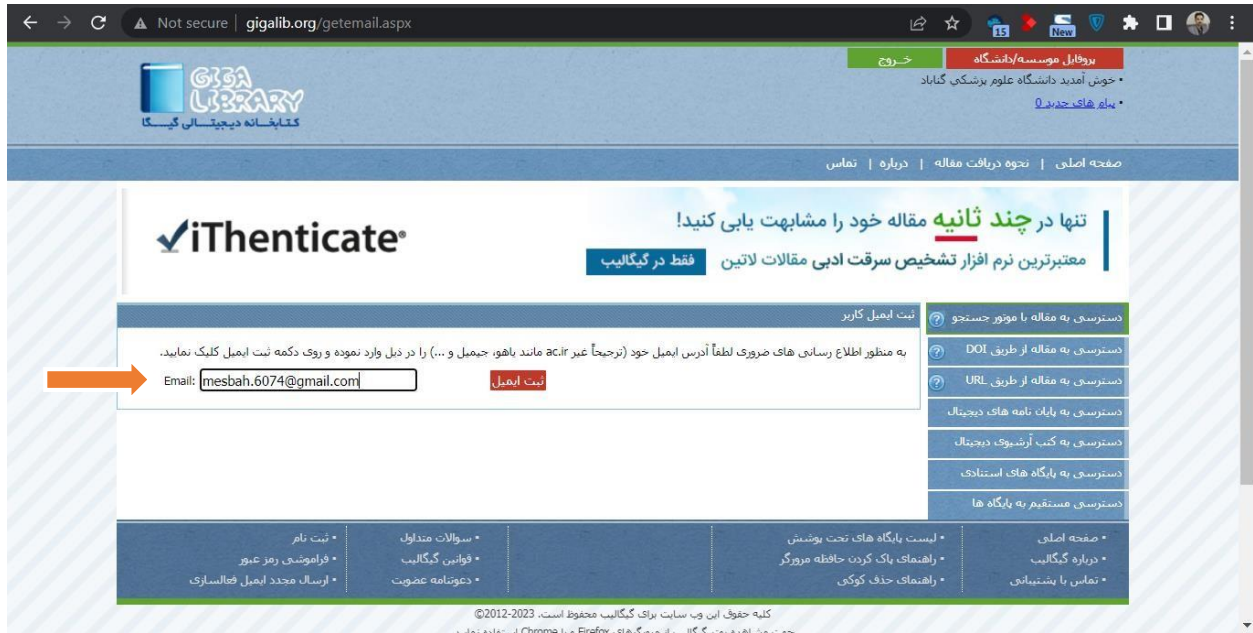 Not secure | gigalib.org/getemail.aspx
15
New
GIGA
LIBRARY
کتابخـانه دیجیتـالی گیـگا
پروفایل موسسه/دانشگاه
خـروج
• خوش آمدید دانشگاه علوم پزشکي گناباد
• پیام های جدید 0
صفحه اصلی | نحوه دریافت مقاله | درباره | تماس
iThenticate®
تنها در چند ثانیه مقاله خود را مشابهت یابی کنید!
معتبرترین نرم افزار تشخیص سرقت ادبی مقالات لاتین فقط در گیگالیب
دسترسی به مقاله با موتور جستجو ?
دسترسی به مقاله از طریق DOI ?
دسترسی به مقاله از طریق URL ?
دسترسی به پایان نامه های دیجیتال
دسترسی به کتب آرشیوی دیجیتال
دسترسی به پایگاه های استنادی
دسترسی مستقیم به پایگاه ها
ثبت ایمیل کاربر
به منظور اطلاع رسانی های ضروری لطفاً آدرس ایمیل خود (ترجیحاً غیر ac.ir مانند یاهو، جیمیل و ...) را در ذیل وارد نموده و روی دکمه ثبت ایمیل کلیک نمایید.
Email: mesbah.6074@gmail.com
ثبت ایمیل
• صفحه اصلی
• درباره گیگالیب
• تماس با پشتیبانی
• لیست پایگاه های تحت پوشش
• راهنمای پاک کردن حافظه مرورگر
• راهنمای حذف کوکی
• سوالات متداول
• قوانین گیگالیب
• دعوتنامه عضویت
• ثبت نام
• فراموشی رمز عبور
• ارسال مجدد ایمیل فعالسازی
کلیه حقوق این وب سایت برای گیگالیب محفوظ است. 2023-2012©